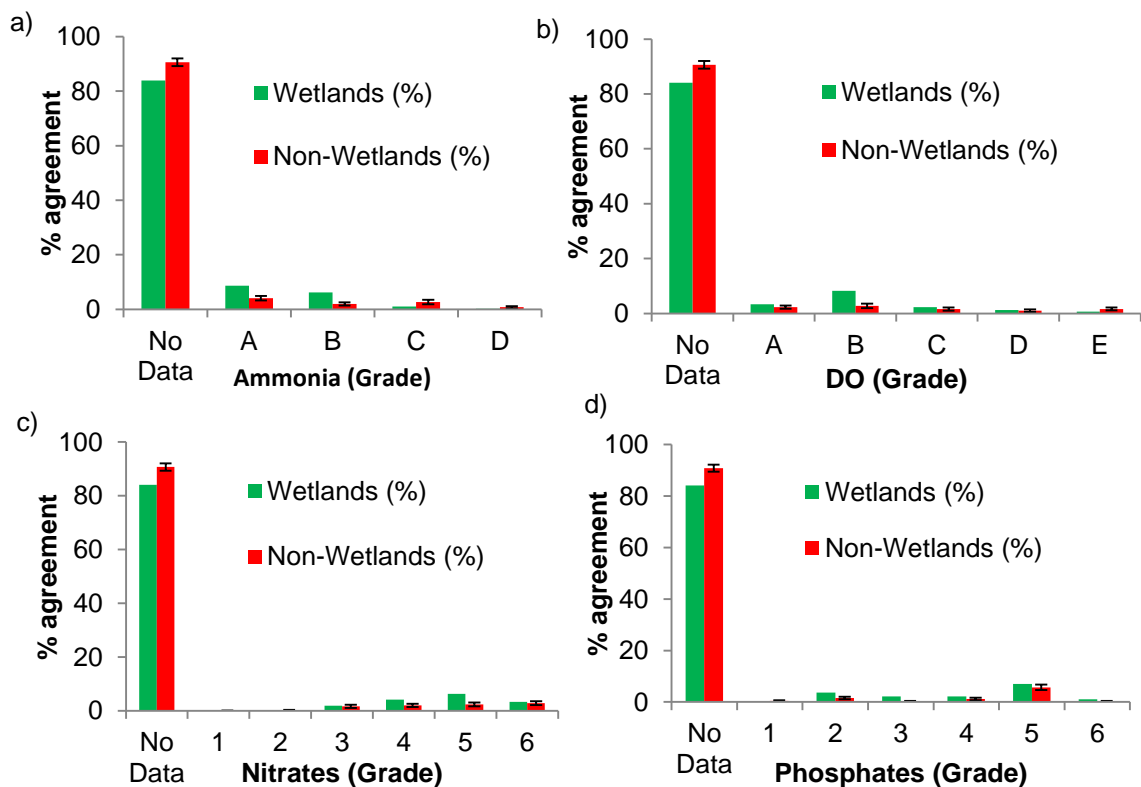 a)
% agreement
100
80
60
40
20
0
Wetlands (%)
Non-Wetlands (%)
No Data A B C D
Ammonia (Grade)
b)
% agreement
100
80
60
40
20
0
Wetlands (%)
Non-Wetlands (%)
No Data A B C D E
DO (Grade)
c)
% agreement
100
80
60
40
20
0
Wetlands (%)
Non-Wetlands (%)
No Data 1 2 3 4 5 6
Nitrates (Grade)
d)
% agreement
100
80
60
40
20
0
Wetlands (%)
Non-Wetlands (%)
No Data 1 2 3 4 5 6
Phosphates (Grade)